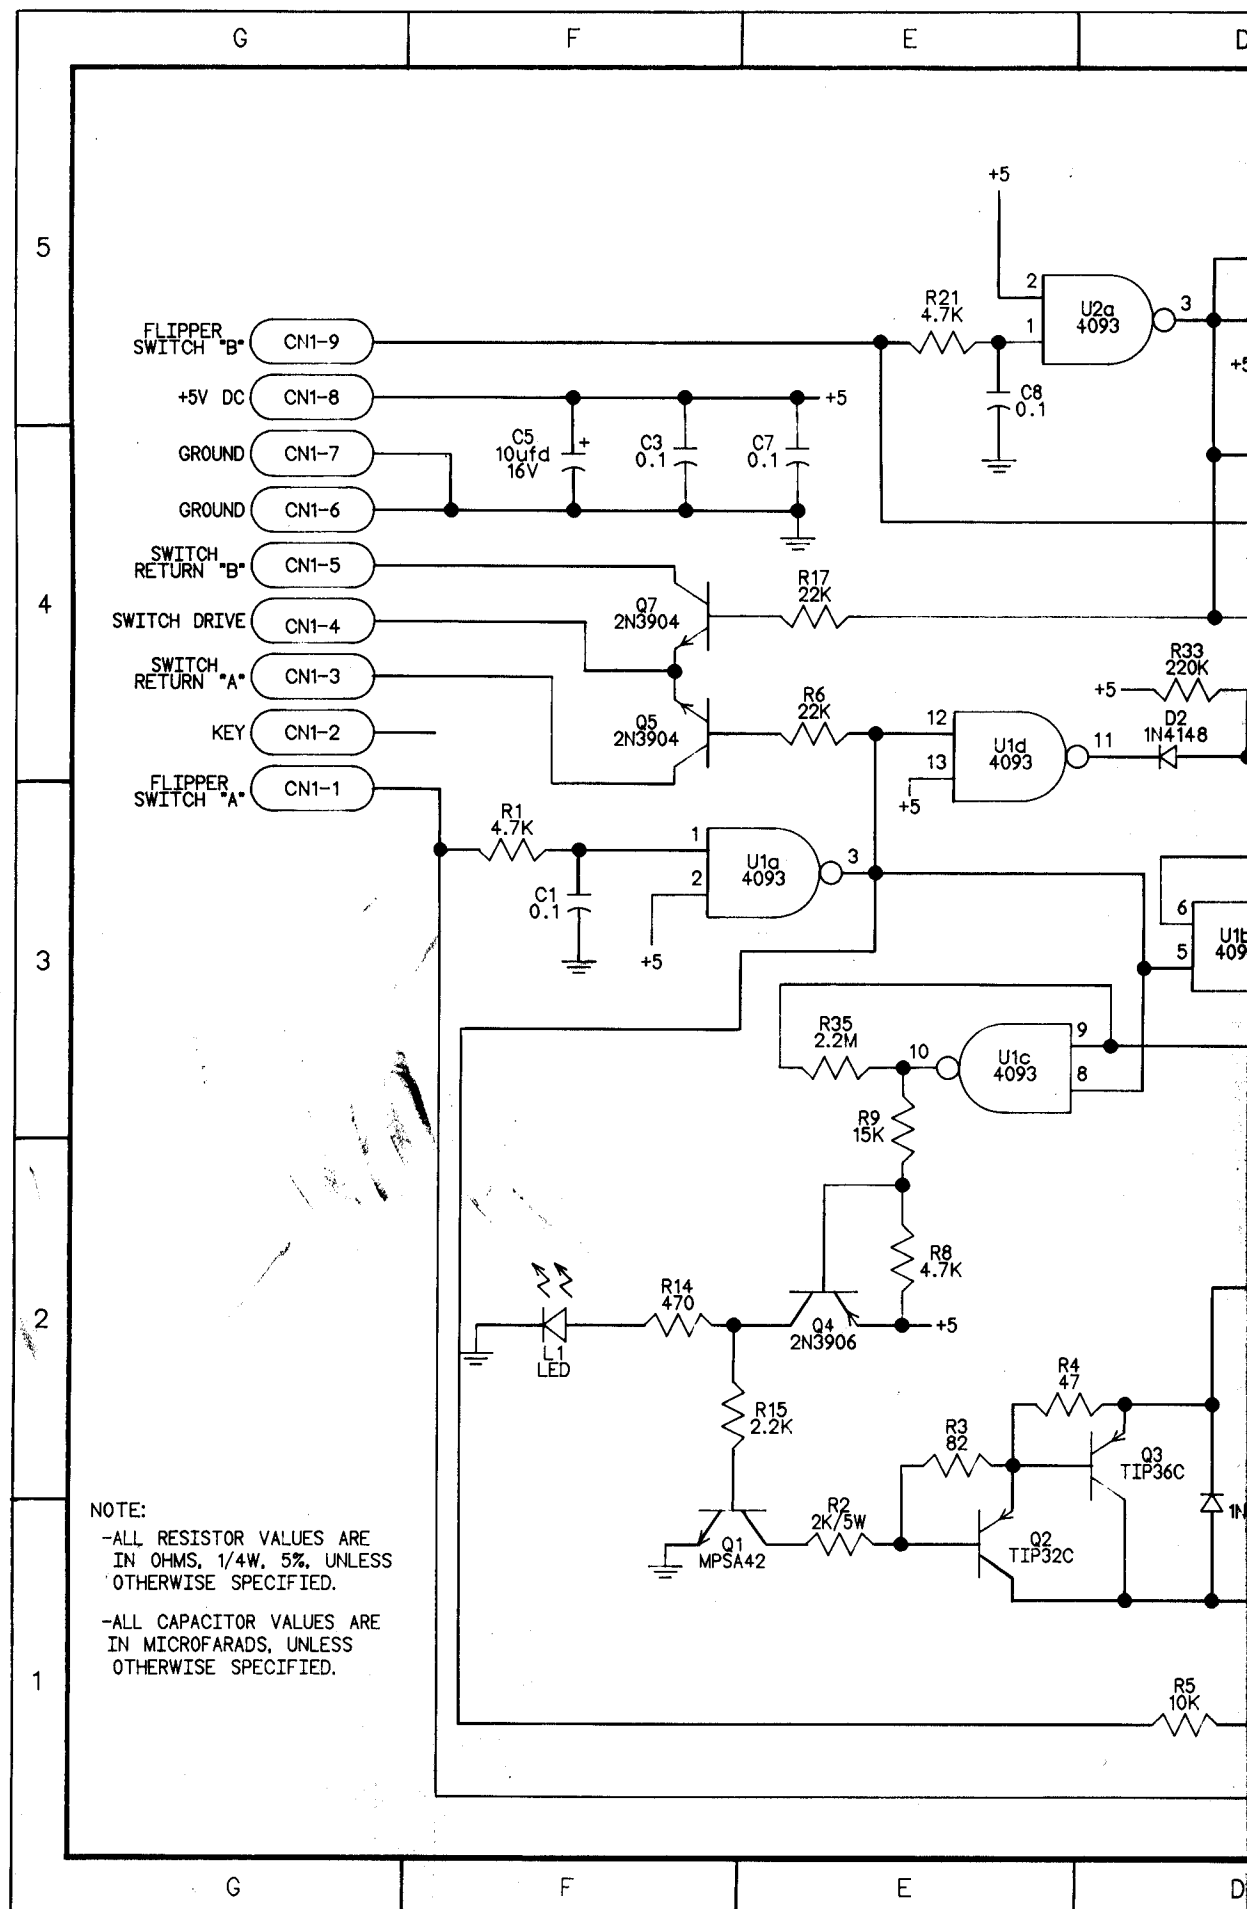 G
F
E
D
5
4
3
2
1
FLIPPER
SWITCH "B"
CN1-9
+5V DC
CN1-8
GROUND
CN1-7
GROUND
CN1-6
SWITCH
RETURN "B"
CN1-5
SWITCH DRIVE
CN1-4
SWITCH
RETURN "A"
CN1-3
KEY
CN1-2
FLIPPER
SWITCH "A"
CN1-1
+5
2
1
U2a
4093
3
R21
4.7K
C8
0.1
+5
+5
C5
10ufd
16V
+
C3
0.1
C7
0.1
Q7
2N3904
R17
22K
Q5
2N3904
R6
22K
12
13
+5
U1d
4093
11
R33
220K
+5
D2
1N4148
R1
4.7K
C1
0.1
1
2
+5
U1a
4093
3
6
5
R35
2.2M
10
U1c
4093
9
8
R9
15K
R8
4.7K
R14
470
Q4
2N3906
+5
L1
LED
R15
2.2K
R4
47
R3
82
Q3
TIP36C
R2
2K/5W
Q1
MPSA42
Q2
TIP32C
1N
NOTE:
-ALL RESISTOR VALUES ARE
IN OHMS, 1/4W, 5%, UNLESS
OTHERWISE SPECIFIED.
-ALL CAPACITOR VALUES ARE
IN MICROFARADS, UNLESS
OTHERWISE SPECIFIED.
R5
10K
G
F
E
D